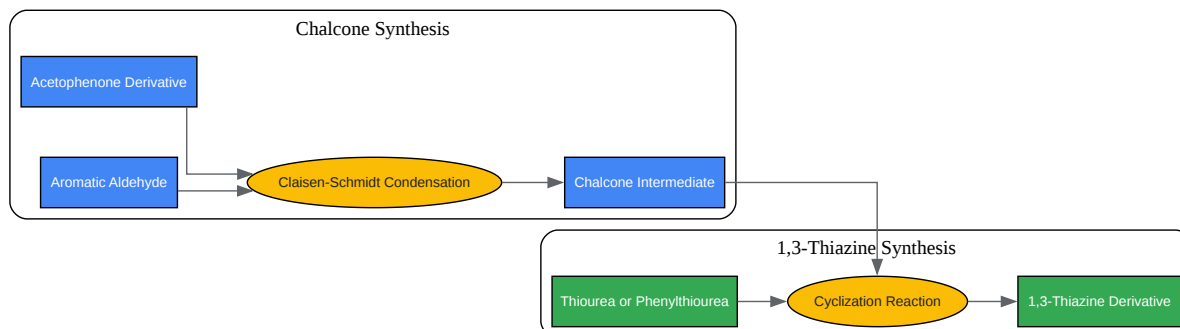 Chalcone Synthesis
Acetophenone Derivative
Aromatic Aldehyde
Claisen-Schmidt Condensation
Chalcone Intermediate
1,3-Thiazine Synthesis
Thiourea or Phenylthiourea
Cyclization Reaction
1,3-Thiazine Derivative